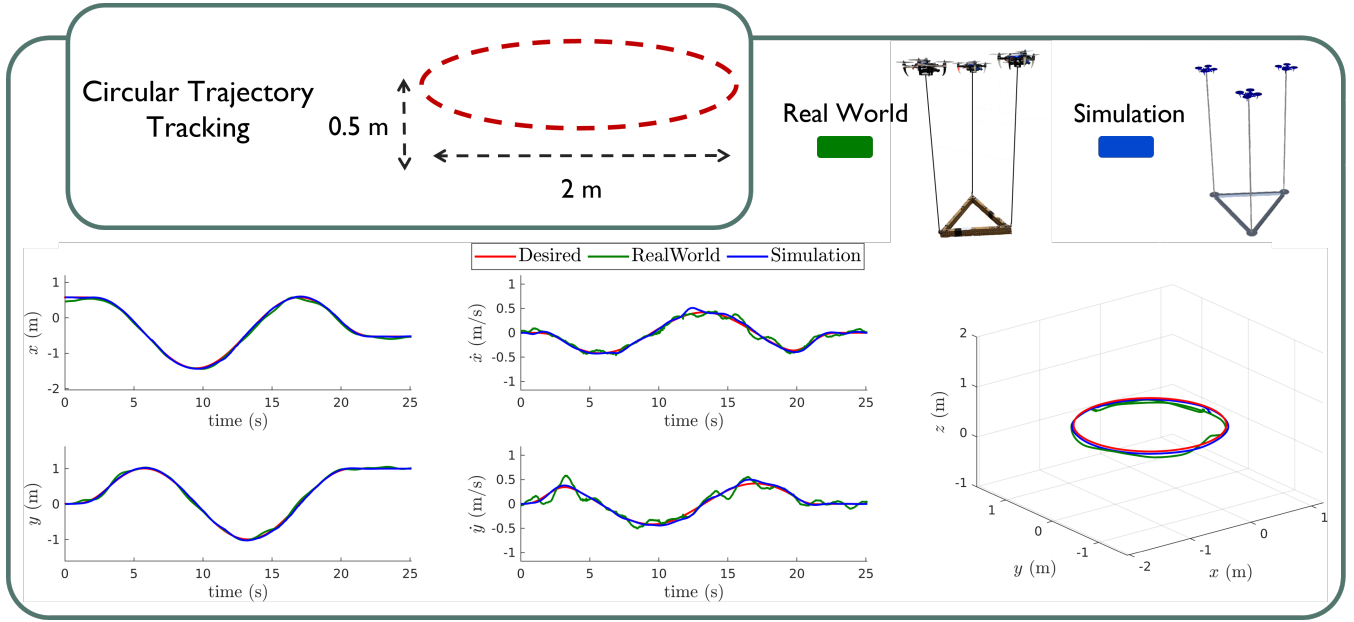 Circular Trajectory
Tracking
0.5 m
2 m
Real World
Simulation
Desired RealWorld Simulation
1
0
-1
-2
x (m)
0 5 10 15 20 25
time (s)
1
0.5
0
-0.5
-1
ẋ (m/s)
0 5 10 15 20 25
time (s)
1
0
-1
y (m)
0 5 10 15 20 25
time (s)
1
0.5
0
-0.5
-1
ẏ (m/s)
0 5 10 15 20 25
time (s)
2
1
0
-1
z (m)
1
0
-1
y (m)
-2
-1
0
1
x (m)